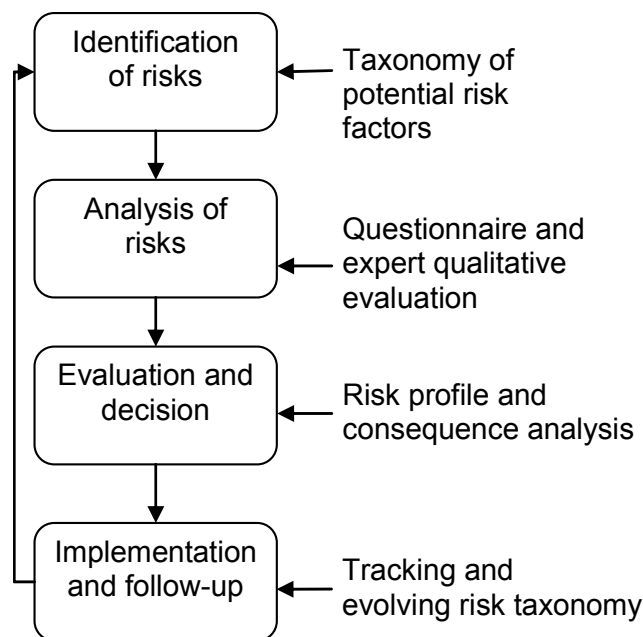 Identification
of risks
Taxonomy of
potential risk
factors
Analysis of
risks
Questionnaire and
expert qualitative
evaluation
Evaluation and
decision
Risk profile and
consequence analysis
Implementation
and follow-up
Tracking and
evolving risk taxonomy